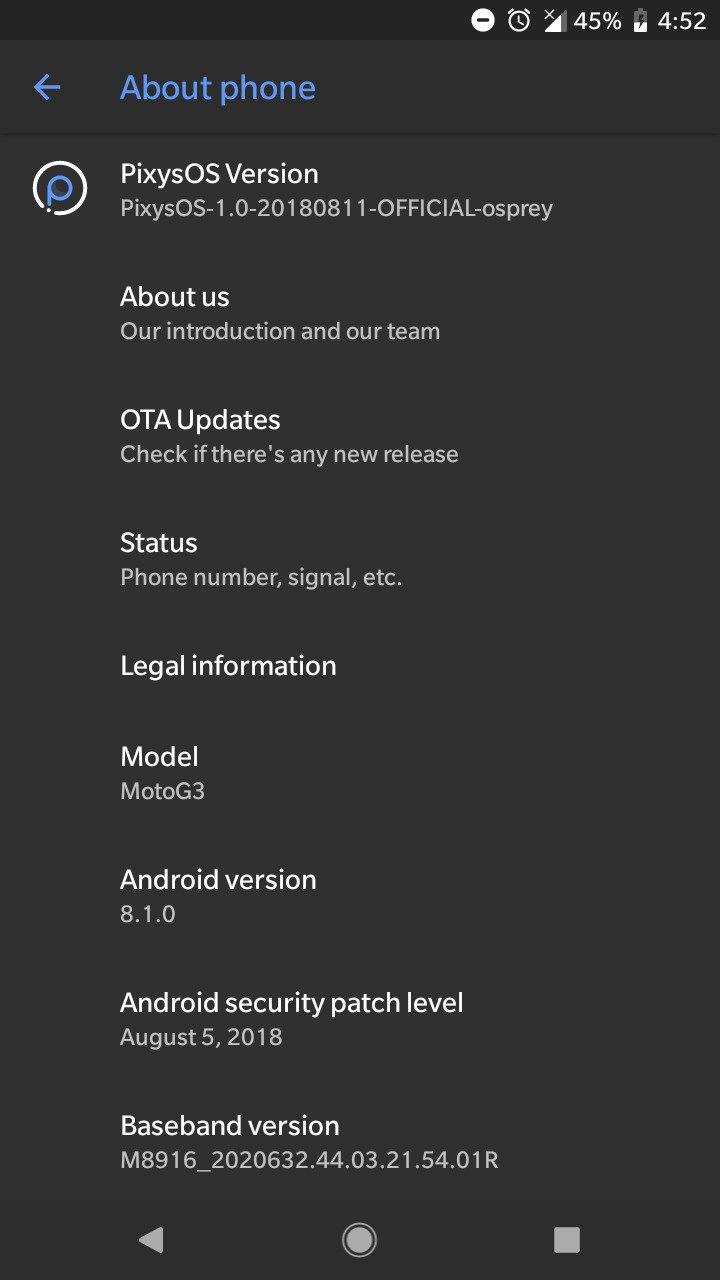 45% 4:52
About phone
PixysOS Version
PixysOS-1.0-20180811-OFFICIAL-osprey
About us
Our introduction and our team
OTA Updates
Check if there's any new release
Status
Phone number, signal, etc.
Legal information
Model
MotoG3
Android version
8.1.0
Android security patch level
August 5, 2018
Baseband version
M8916_2020632.44.03.21.54.01R